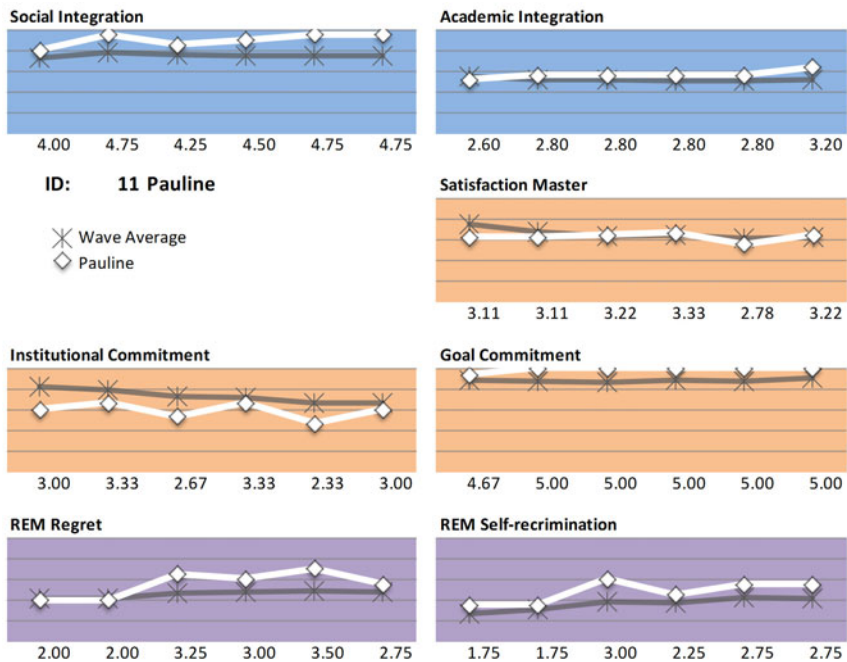 Social Integration
4.00 4.75 4.25 4.50 4.75 4.75
Academic Integration
2.60 2.80 2.80 2.80 2.80 3.20
ID: 11 Pauline
Wave Average
Pauline
Satisfaction Master
3.11 3.11 3.22 3.33 2.78 3.22
Institutional Commitment
3.00 3.33 2.67 3.33 2.33 3.00
Goal Commitment
4.67 5.00 5.00 5.00 5.00 5.00
REM Regret
2.00 2.00 3.25 3.00 3.50 2.75
REM Self-recrimination
1.75 1.75 3.00 2.25 2.75 2.75